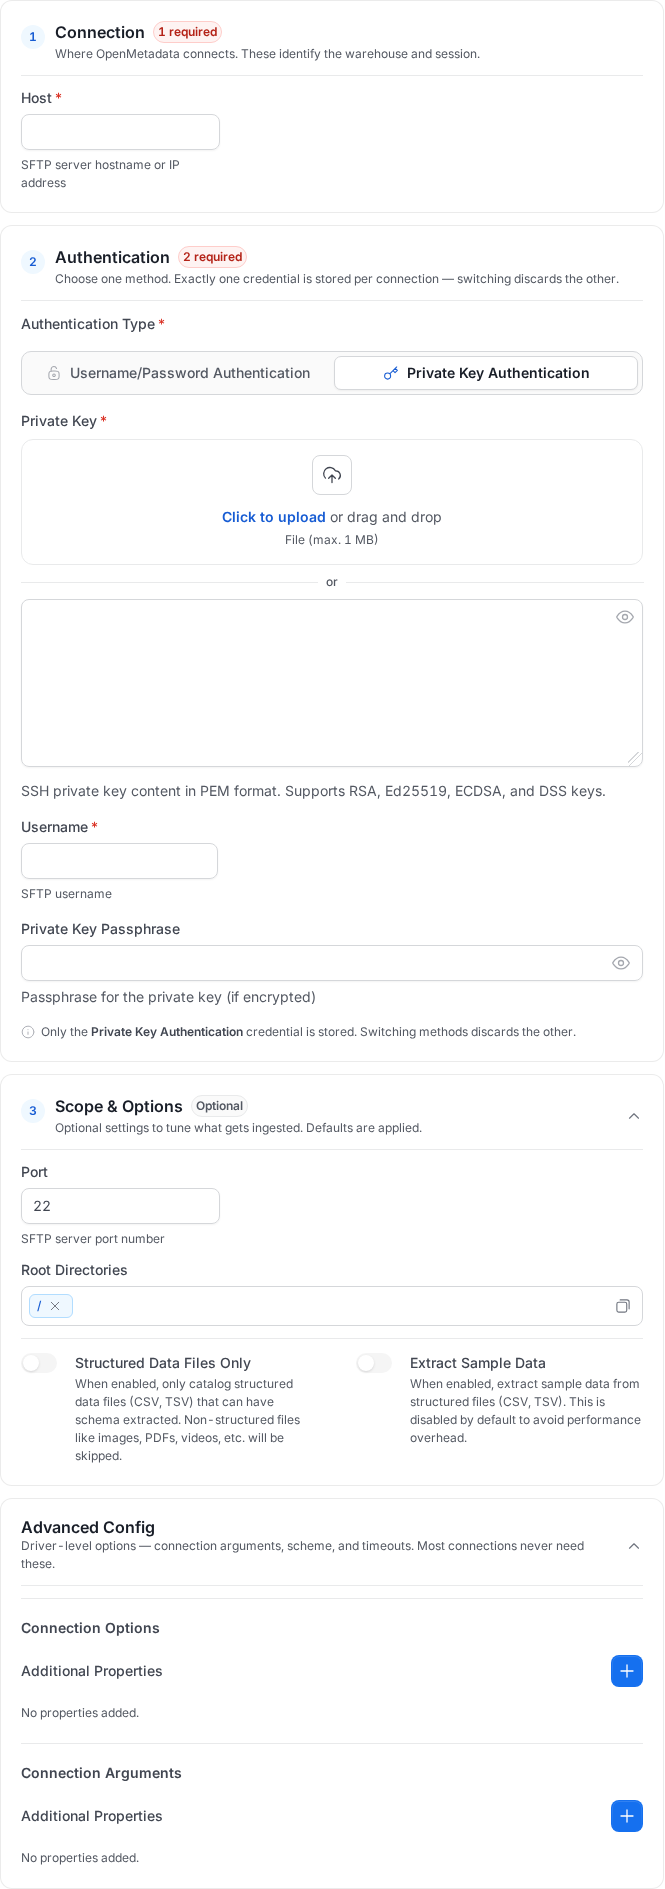 1
Connection
1 required
Where OpenMetadata connects. These identify the warehouse and session.
Host *
SFTP server hostname or IP
address
2
Authentication
2 required
Choose one method. Exactly one credential is stored per connection — switching discards the other.
Authentication Type *
Username/Password Authentication
Private Key Authentication
Private Key *
Click to upload or drag and drop
File (max. 1 MB)
or
SSH private key content in PEM format. Supports RSA, Ed25519, ECDSA, and DSS keys.
Username *
SFTP username
Private Key Passphrase
Passphrase for the private key (if encrypted)
Only the Private Key Authentication credential is stored. Switching methods discards the other.
3
Scope & Options
Optional
Optional settings to tune what gets ingested. Defaults are applied.
Port
22
SFTP server port number
Root Directories
/
Structured Data Files Only
When enabled, only catalog structured
data files (CSV, TSV) that can have
schema extracted. Non-structured files
like images, PDFs, videos, etc. will be
skipped.
Extract Sample Data
When enabled, extract sample data from
structured files (CSV, TSV). This is
disabled by default to avoid performance
overhead.
Advanced Config
Driver-level options — connection arguments, scheme, and timeouts. Most connections never need
these.
Connection Options
Additional Properties
No properties added.
Connection Arguments
Additional Properties
No properties added.